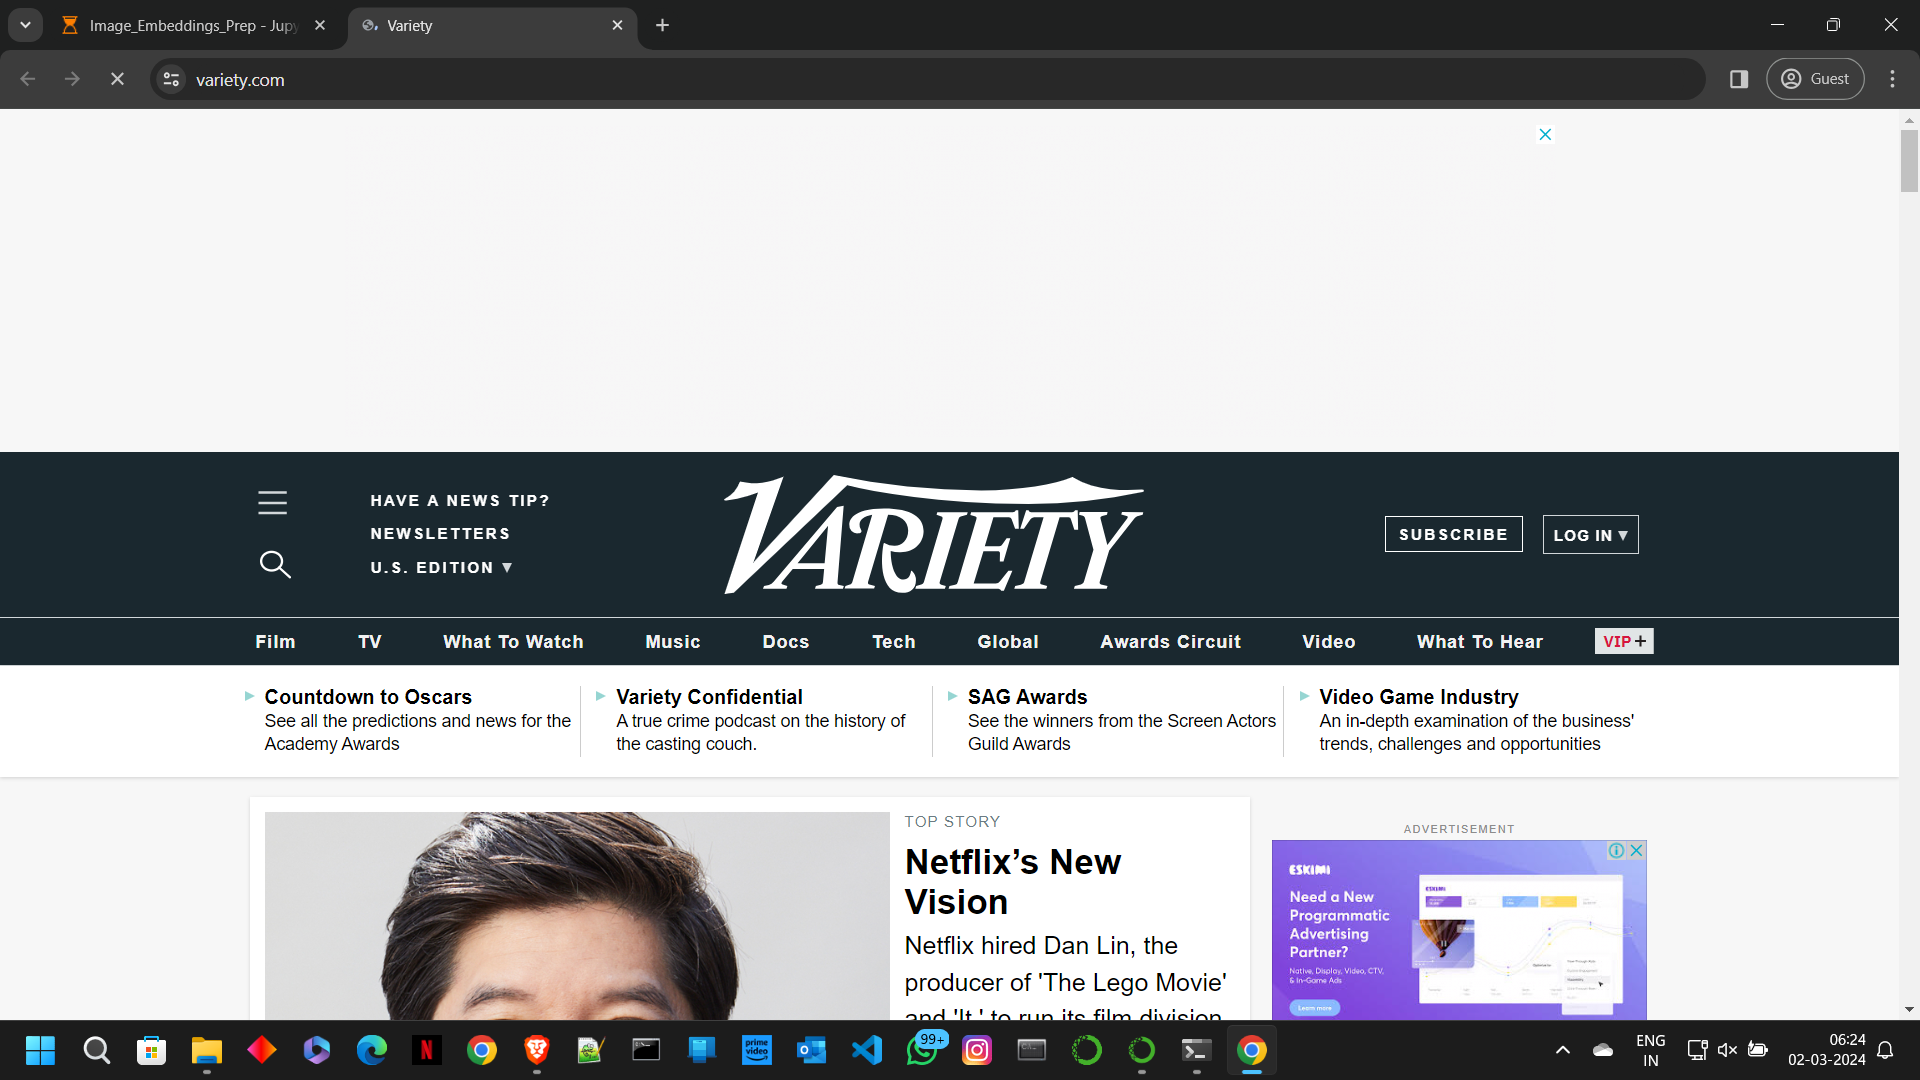 Image_Embeddings_Prep - Jupy
Variety
variety.com
Guest
HAVE A NEWS TIP?
NEWSLETTERS
U.S. EDITION ▼
VARIETY
SUBSCRIBE
LOG IN ▼
Film
TV
What To Watch
Music
Docs
Tech
Global
Awards Circuit
Video
What To Hear
VIP+
Countdown to Oscars
See all the predictions and news for the
Academy Awards
Variety Confidential
A true crime podcast on the history of
the casting couch.
SAG Awards
See the winners from the Screen Actors
Guild Awards
Video Game Industry
An in-depth examination of the business'
trends, challenges and opportunities
TOP STORY
Netflix’s New
Vision
Netflix hired Dan Lin, the
producer of 'The Lego Movie'
and 'It,' to run its film division
ADVERTISEMENT
ESKIMI
Need a New
Programmatic
Advertising
Partner?
Native, Display, Video, CTV,
& In-Game Ads
Learn more
ESKIMI
prime
video
99+
ENG
IN
06:24
02-03-2024